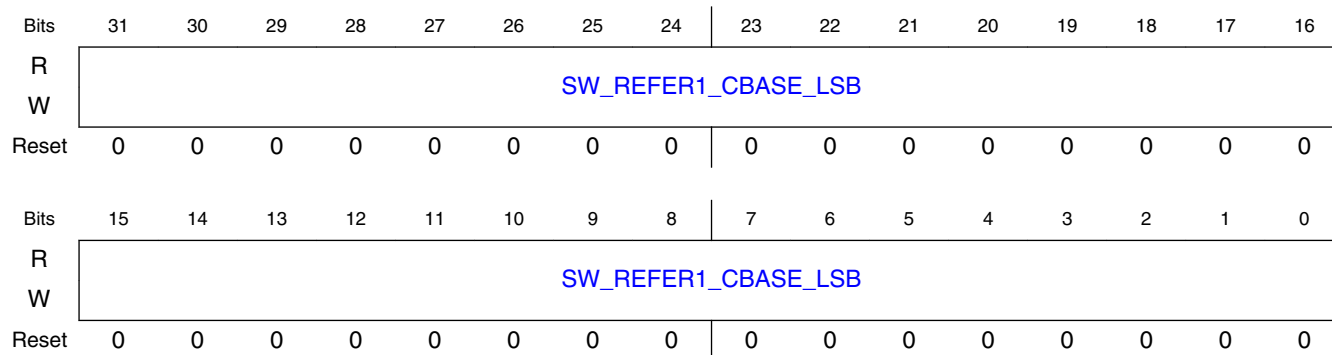 Bits 31 30 29 28 27 26 25 24 23 22 21 20 19 18 17 16
R
SW_REFER1_CBASE_LSB
W
Reset 0 0 0 0 0 0 0 0 0 0 0 0 0 0 0 0
Bits 15 14 13 12 11 10 9 8 7 6 5 4 3 2 1 0
R
SW_REFER1_CBASE_LSB
W
Reset 0 0 0 0 0 0 0 0 0 0 0 0 0 0 0 0